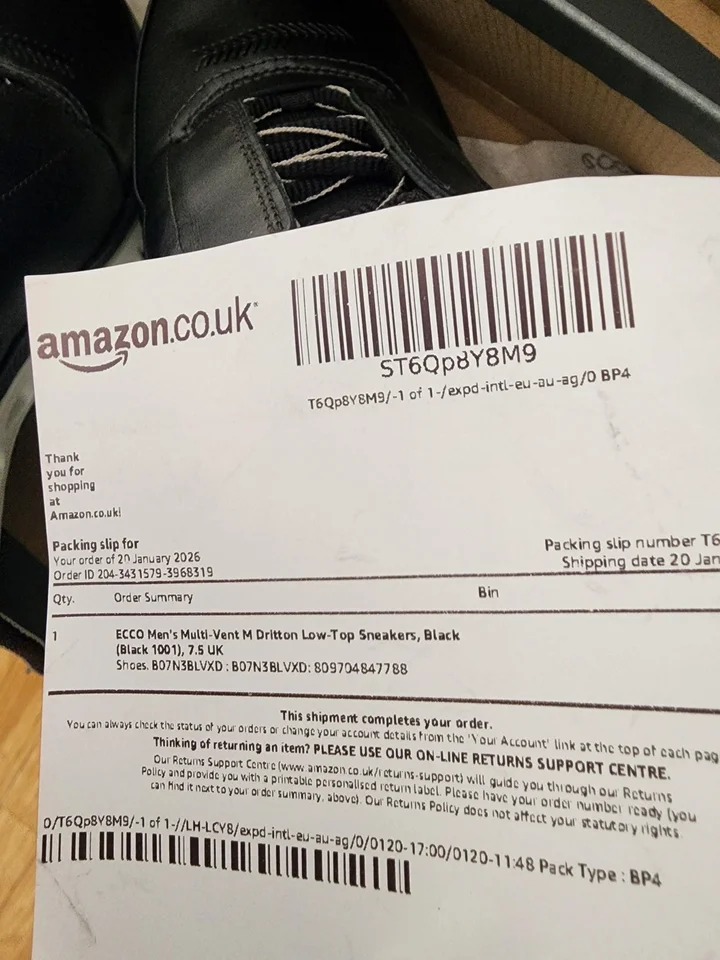 amazon.co.uk
ST6Qp8Y8M9
T6Qp8Y8M9/-1 of 1-/expd-intl-eu-au-ag/0 BP4
Thank
you for
shopping
at
Amazon.co.uk!
Packing slip for
Your order of 20 January 2026
Order ID 204-3431579-3968319
Packing slip number T6
Shipping date 20 Jan
Qty. Order Summary Bin
1 ECCO Men's Multi-Vent M Dritton Low-Top Sneakers, Black
(Black 1001), 7.5 UK
Shoes. B07N3BLVXD : B07N3BLVXD: 809704847788
This shipment completes your order.
You can always check the status of your orders or change your account details from the 'Your Account' link at the top of each pag
Thinking of returning an item? PLEASE USE OUR ON-LINE RETURNS SUPPORT CENTRE.
Our Returns Support Centre (www.amazon.co.uk/returns-support) will guide you through our Returns
Policy and provide you with a printable personalised return label. Please have your order number ready (you
can find it next to your order summary, above). Our Returns Policy does not affect your statutory rights.
0/T6Qp8Y8M9/-1 of 1-//LH-LCY8/expd-intl-eu-au-ag/0/0120-17:00/0120-11:48 Pack Type : BP4